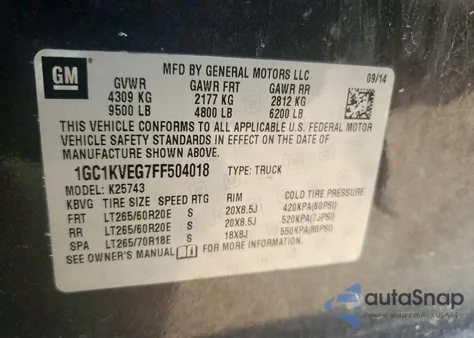 GM
MFD BY GENERAL MOTORS LLC
09/14
GVWR GAWR FRT GAWR RR
4309 KG 2177 KG 2812 KG
9500 LB 4800 LB 6200 LB
THIS VEHICLE CONFORMS TO ALL APPLICABLE U.S. FEDERAL MOTOR
VEHICLE SAFETY STANDARDS IN EFFECT ON THE DATE OF
MANUFACTURE SHOWN ABOVE.
1GC1KVEG7FF504018 TYPE: TRUCK
MODEL: K25743
KBVG TIRE SIZE SPEED RTG RIM COLD TIRE PRESSURE
FRT LT265/60R20E S 20X8.5J 420KPA(60PSI)
RR LT265/60R20E S 20X8.5J 520KPA(75PSI)
SPA LT265/70R18E S 18X8J 550KPA(80PSI)
SEE OWNER'S MANUAL FOR MORE INFORMATION.
autoSnap